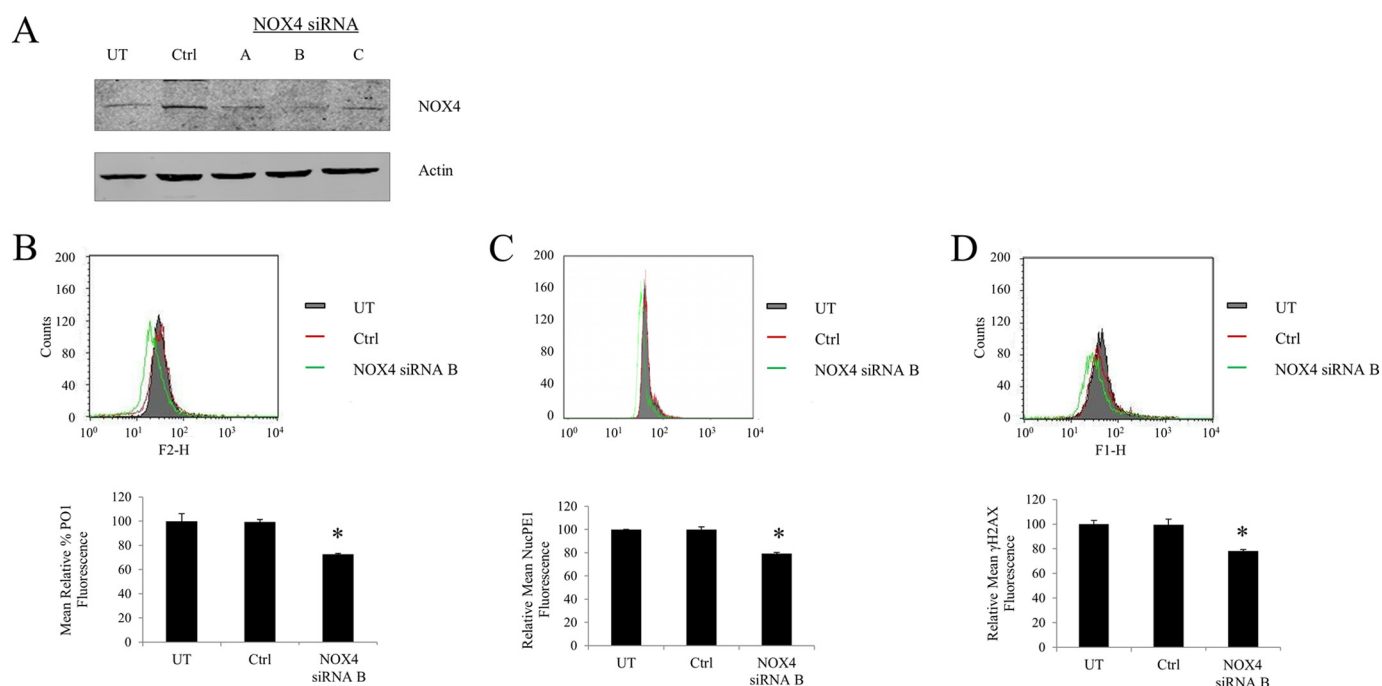 A
NOX4 siRNA
UT Ctrl A B C
NOX4
Actin
B
200
160
120
80
40
0
Counts
10⁰ 10¹ 10² 10³ 10⁴
F2-H
UT
Ctrl
NOX4 siRNA B
C
200
160
120
80
40
0
10⁰ 10¹ 10² 10³ 10⁴
UT
Ctrl
NOX4 siRNA B
D
200
160
120
80
40
0
Counts
10⁰ 10¹ 10² 10³ 10⁴
F1-H
UT
Ctrl
NOX4 siRNA B
Mean Relative % PO1
Fluorescence
120
100
80
60
40
20
0
*
UT Ctrl NOX4
siRNA B
Relative Mean NucPE1
Fluorescence
120
100
80
60
40
20
0
*
UT Ctrl NOX4
siRNA B
Relative Mean γH2AX
Fluorescence
120
100
80
60
40
20
0
*
UT Ctrl NOX4
siRNA B